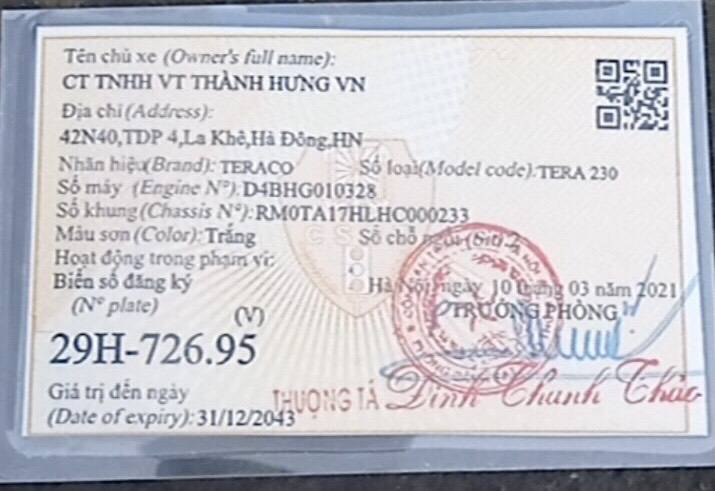 Tên chủ xe (Owner's full name):
CT TNHH VT THÀNH HƯNG VN
Địa chỉ (Address):
42N40,TDP 4,La Khê,Hà Đông,HN
Nhãn hiệu(Brand): TERACO Số loại(Model code): TERA 230
Số máy (Engine N°): D4BHG010328
Số khung (Chassis N°): RM0TA17HLHC000233
Màu sơn (Color): Trắng Số chỗ ngồi
Hoạt động trong phạm vi:
Biển số đăng ký Hà Nội, ngày 10 tháng 03 năm 2021
(N° plate) TRƯỞNG PHÒNG
(V)
29H-726.95
Giá trị đến ngày
(Date of expiry): 31/12/2043
THƯỢNG TÁ Đinh Thanh Thảo